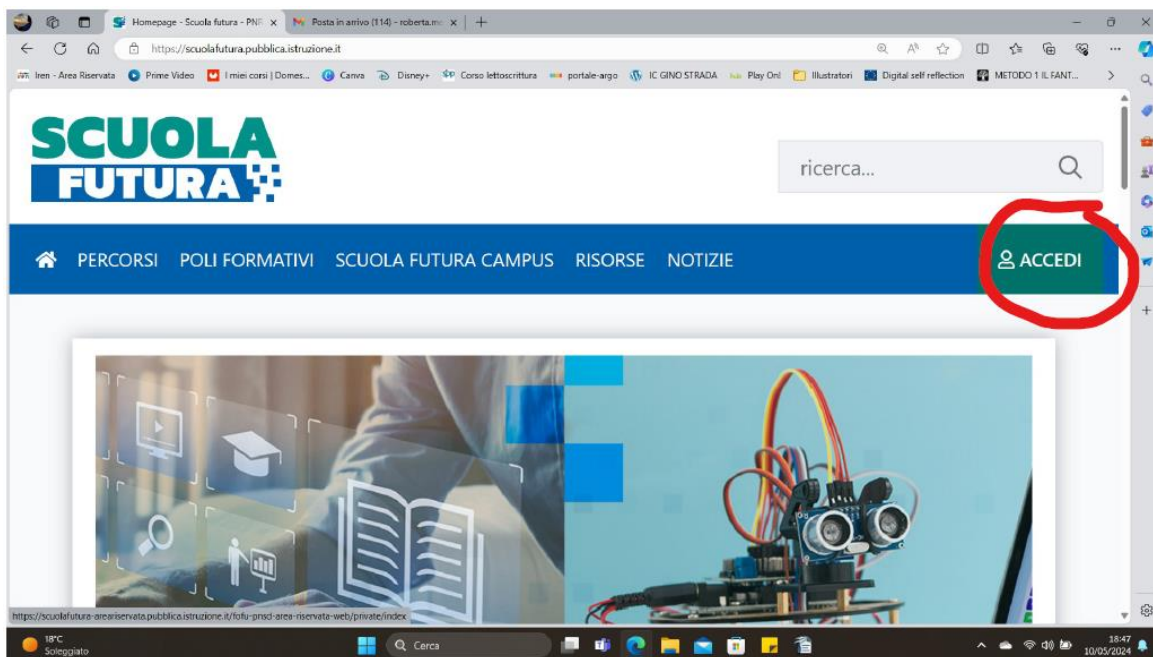 Homepage - Scuola futura - PNR
Posta in arrivo (114) - roberta.mc
https://scuolafutura.pubblica.istruzione.it
Iren - Area Riservata
Prime Video
I miei corsi | Domes...
Canva
Disney+
Corso lettoscrittura
portale-argo
IC GINO STRADA
Play On!
Illustratori
Digital self reflection
METODO 1 IL FANT...
SCUOLA
FUTURA
ricerca...
PERCORSI POLI FORMATIVI SCUOLA FUTURA CAMPUS RISORSE NOTIZIE ACCEDI
https://scuolafutura-areariservata.pubblica.istruzione.it/fofu-pnsd-area-riservata-web/private/index
18°C
Soleggiato
Cerca
18:47
10/05/2024